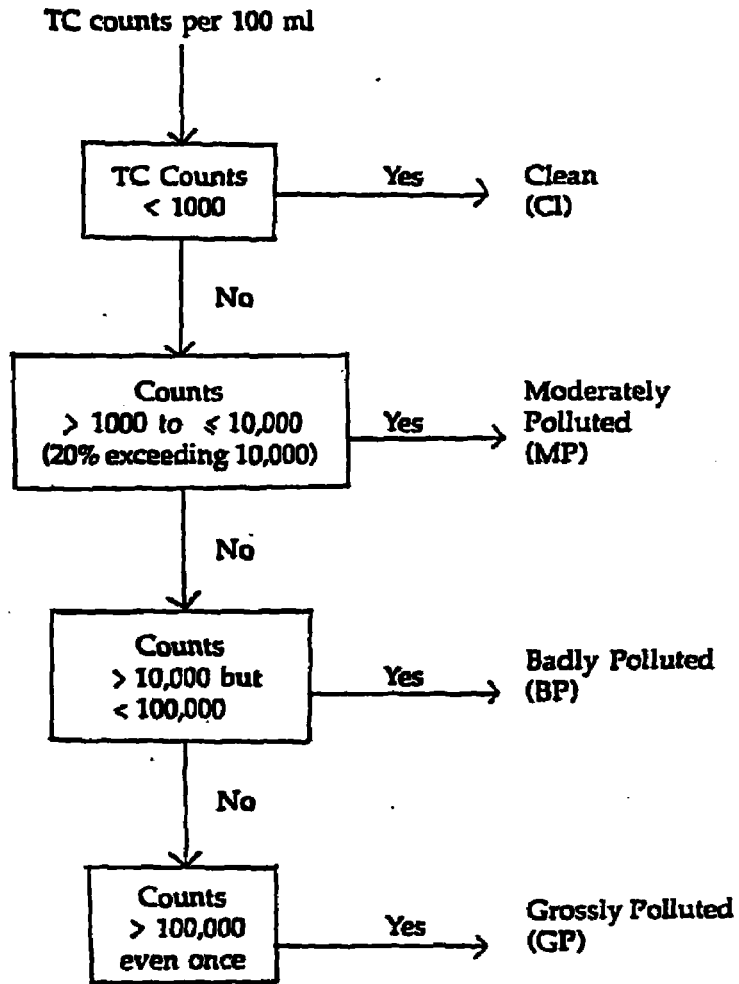 TC counts per 100 ml
TC Counts
< 1000
Yes
Clean
(Cl)
No
Counts
> 1000 to ⩽ 10,000
(20% exceeding 10,000)
Yes
Moderately
Polluted
(MP)
No
Counts
> 10,000 but
< 100,000
Yes
Badly Polluted
(BP)
No
Counts
> 100,000
even once
Yes
Grossly Polluted
(GP)